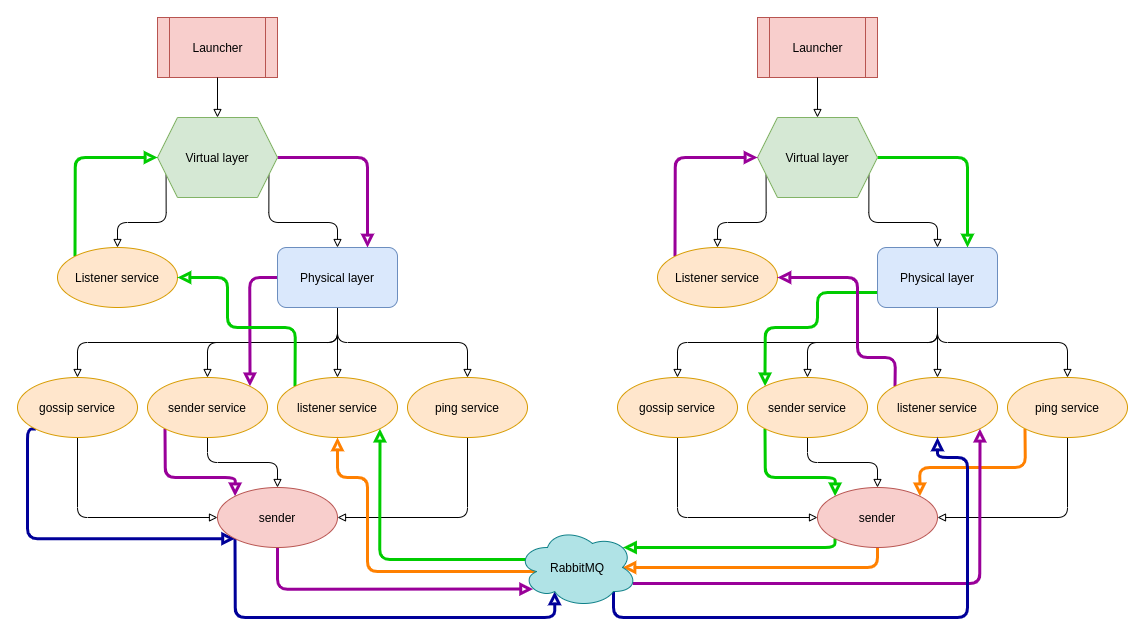 Launcher
Launcher
Virtual layer
Virtual layer
Listener service
Physical layer
Listener service
Physical layer
gossip service
sender service
listener service
ping service
gossip service
sender service
listener service
ping service
sender
sender
RabbitMQ